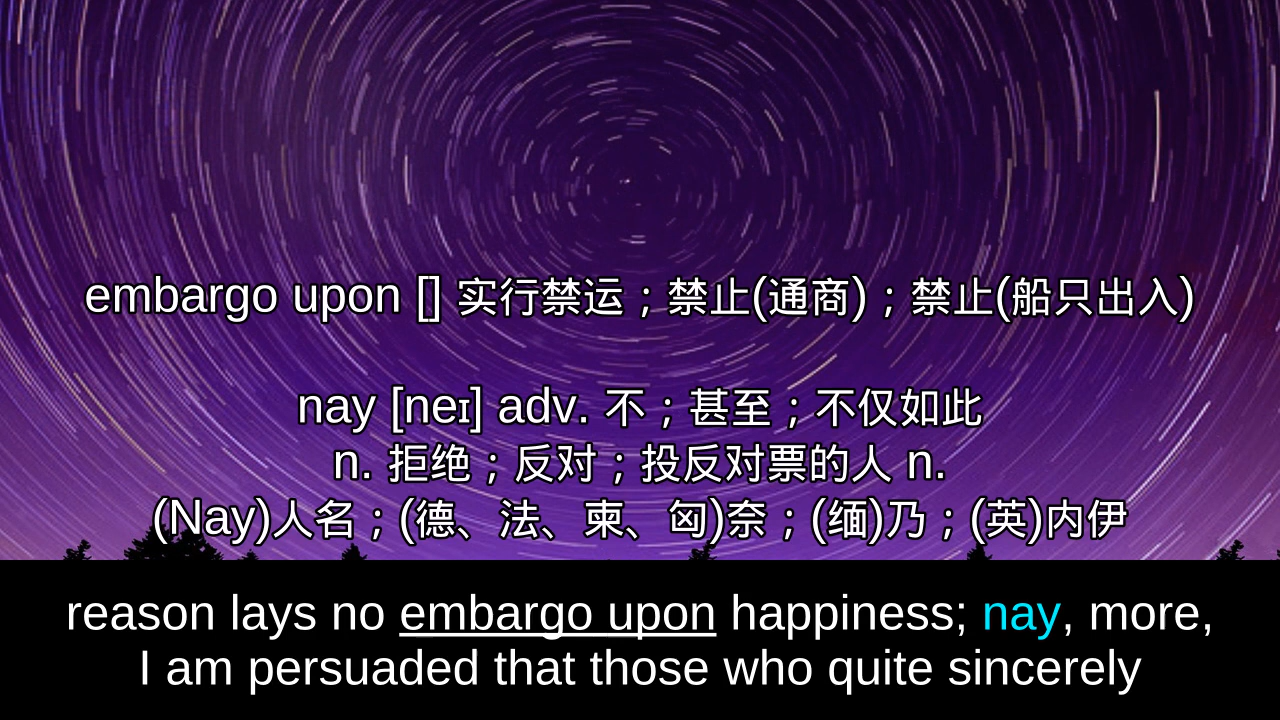 embargo upon [] 实行禁运；禁止(通商)；禁止(船只出入)
nay [neɪ] adv. 不；甚至；不仅如此
n. 拒绝；反对；投反对票的人 n.
(Nay)人名；(德、法、柬、匈)奈；(缅)乃；(英)内伊
reason lays no embargo upon happiness; nay, more,
I am persuaded that those who quite sincerely